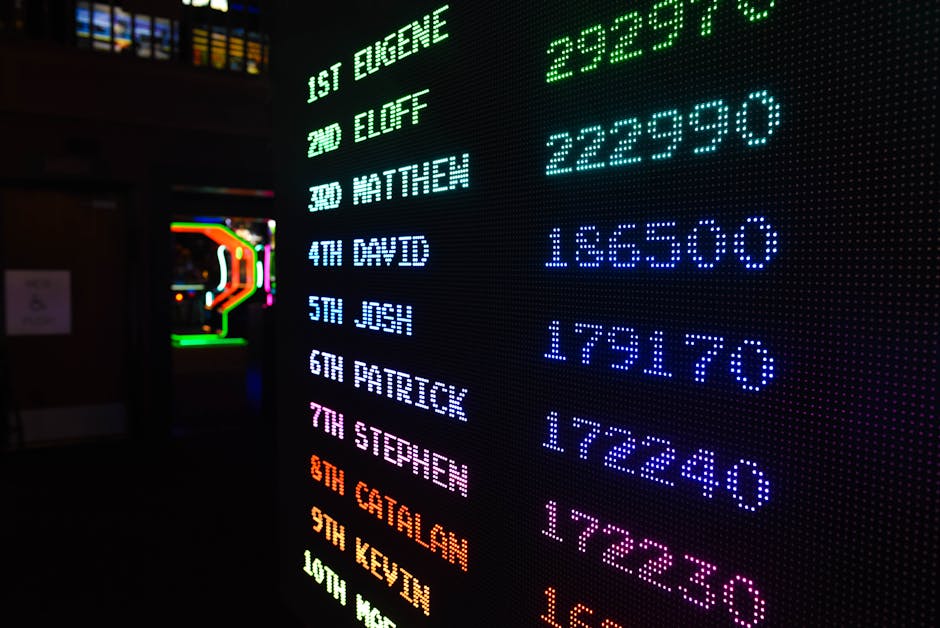 1ST EUGENE
2ND ELOFF 292970
3RD MATTHEW 222990
4TH DAVID 186500
5TH JOSH 179170
6TH PATRICK 172240
7TH STEPHEN 172230
8TH CATALAN
9TH KEVIN
10TH